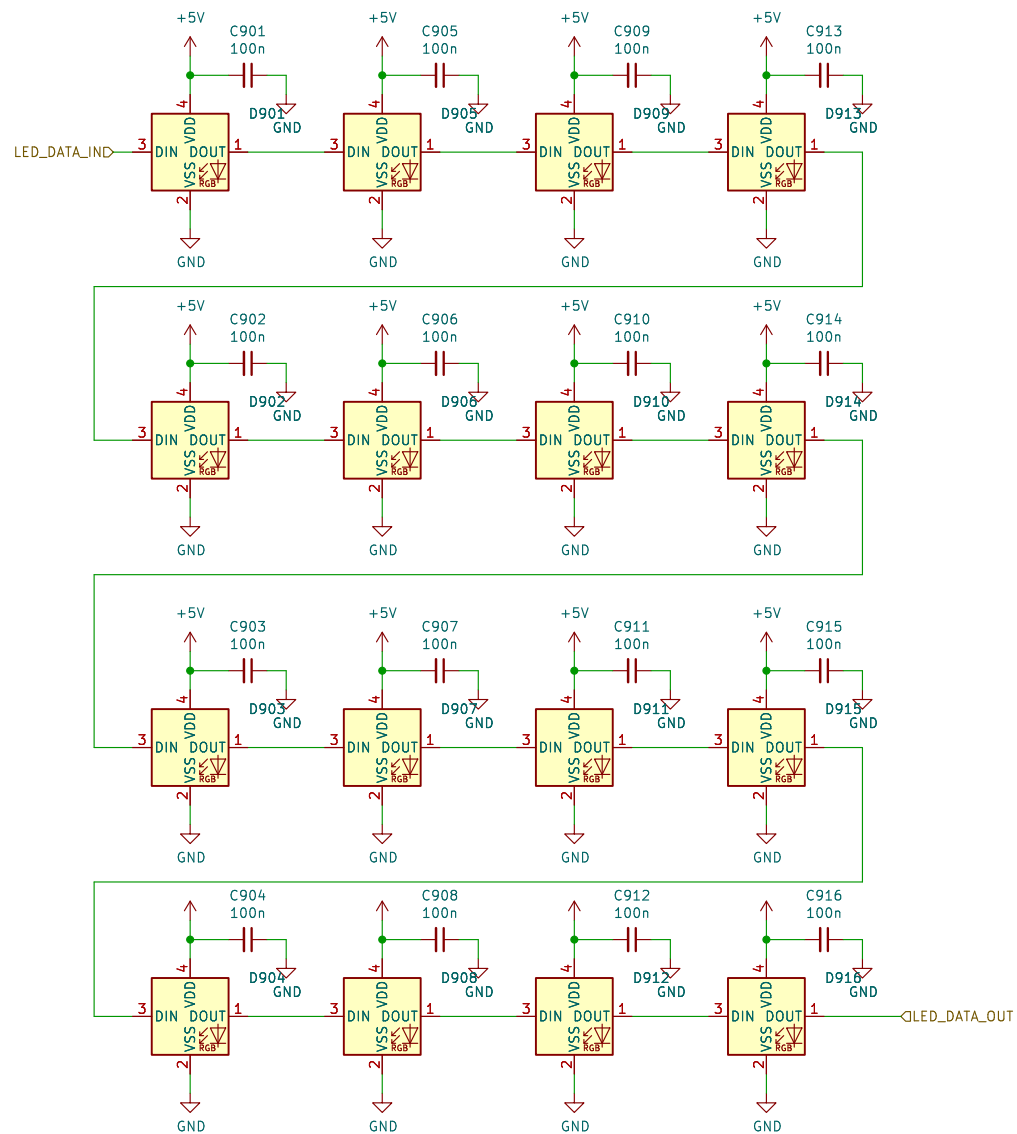 +5V +5V +5V +5V
C901 C905 C909 C913
100n 100n 100n 100n
4 4 4 4
D901 D905 D909 D913
GND GND GND GND
VDD VDD VDD VDD
LED_DATA_IN 3 DIN DOUT 1 3 DIN DOUT 1 3 DIN DOUT 1 3 DIN DOUT 1
VSS VSS VSS VSS
RGB RGB RGB RGB
2 2 2 2
GND GND GND GND
+5V +5V +5V +5V
C902 C906 C910 C914
100n 100n 100n 100n
4 4 4 4
D902 D906 D910 D914
GND GND GND GND
VDD VDD VDD VDD
3 DIN DOUT 1 3 DIN DOUT 1 3 DIN DOUT 1 3 DIN DOUT 1
VSS VSS VSS VSS
RGB RGB RGB RGB
2 2 2 2
GND GND GND GND
+5V +5V +5V +5V
C903 C907 C911 C915
100n 100n 100n 100n
4 4 4 4
D903 D907 D911 D915
GND GND GND GND
VDD VDD VDD VDD
3 DIN DOUT 1 3 DIN DOUT 1 3 DIN DOUT 1 3 DIN DOUT 1
VSS VSS VSS VSS
RGB RGB RGB RGB
2 2 2 2
GND GND GND GND
C904 C908 C912 C916
100n 100n 100n 100n
4 4 4 4
D904 D908 D912 D916
GND GND GND GND
VDD VDD VDD VDD
3 DIN DOUT 1 3 DIN DOUT 1 3 DIN DOUT 1 3 DIN DOUT 1 LED_DATA_OUT
VSS VSS VSS VSS
RGB RGB RGB RGB
2 2 2 2
GND GND GND GND